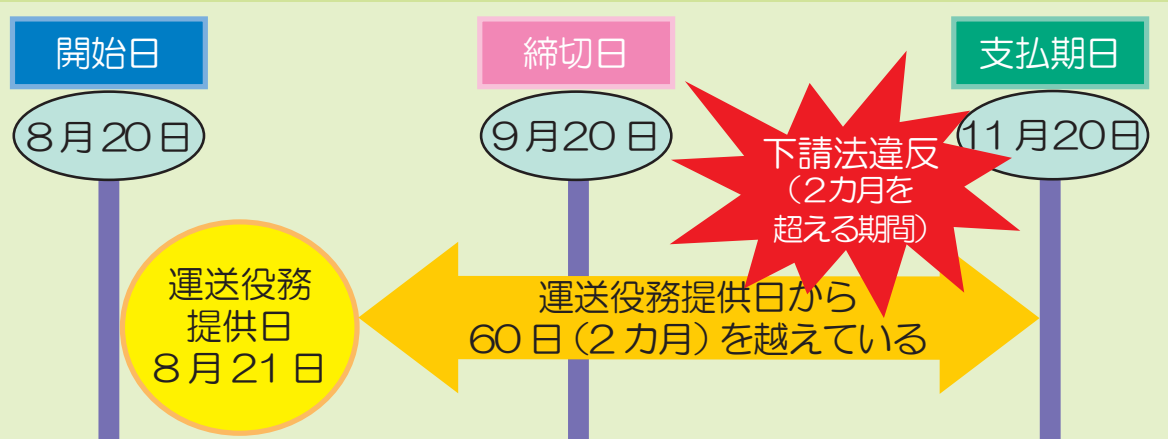 開始日
締切日
支払期日
8月20日
9月20日
11月20日
下請法違反
(2カ月を
超える期間)
運送役務
提供日
8月21日
運送役務提供日から
60日(2カ月)を越えている